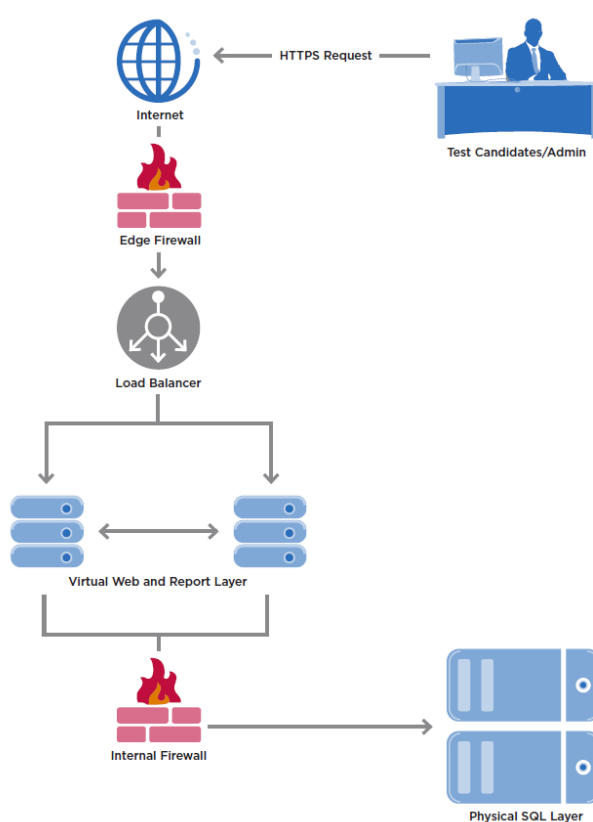 HTTPS Request
Internet
Test Candidates/Admin
Edge Firewall
Load Balancer
Virtual Web and Report Layer
Internal Firewall
Physical SQL Layer